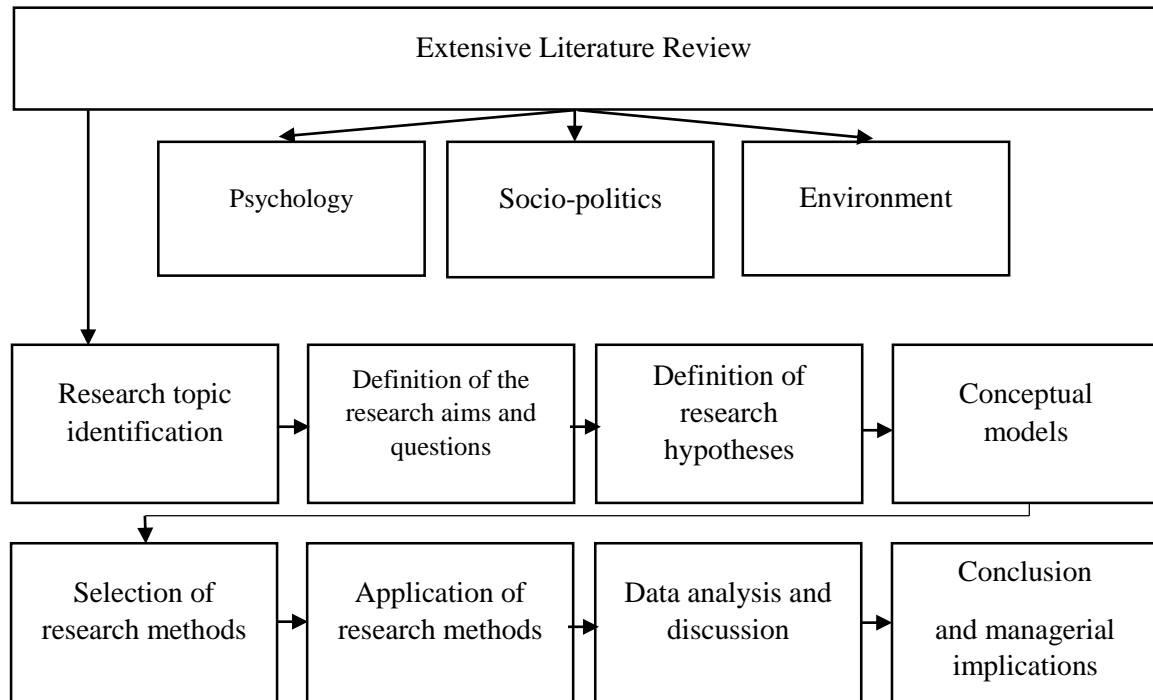 Extensive Literature Review
Psychology
Socio-politics
Environment
Research topic
identification
Definition of the
research aims and
questions
Definition of
research
hypotheses
Conceptual
models
Selection of
research methods
Application of
research methods
Data analysis and
discussion
Conclusion
and managerial
implications